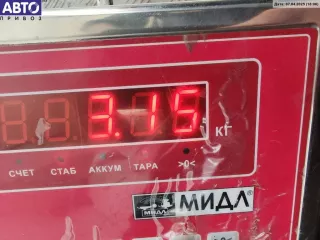 АВТО
ПРИВОЗ
3.15
КГ
СЧЕТ СТАБ АККУМ ТАРА >0<
МИДЛ